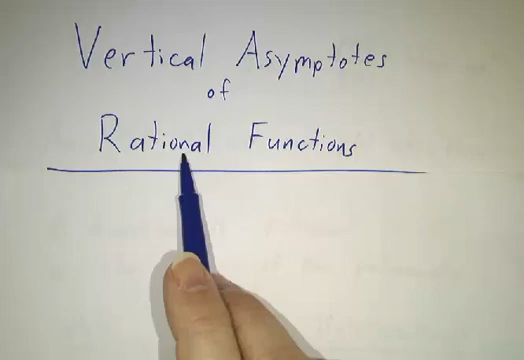 Vertical Asymptotes
of
Rational Functions